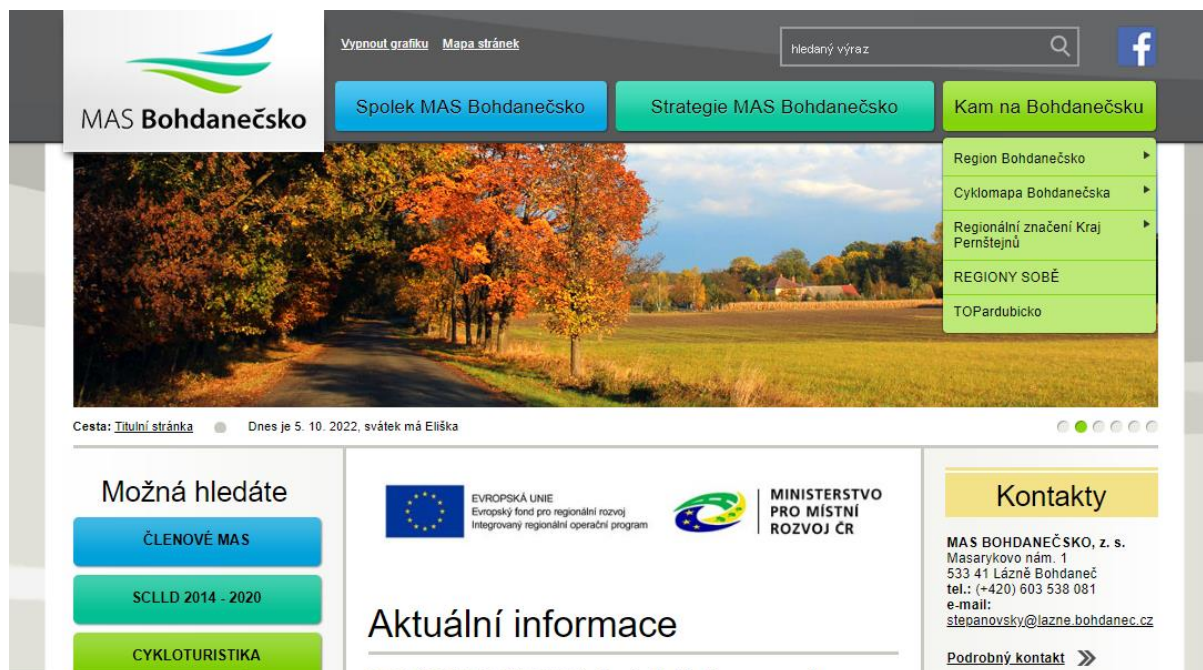 MAS Bohdanečsko
Vypnout grafiku Mapa stránek
hledaný výraz
Spolek MAS Bohdanečsko
Strategie MAS Bohdanečsko
Kam na Bohdanečsku
Region Bohdanečsko
Cyklomapa Bohdanečska
Regionální značení Kraj
Pernštejnů
REGIONY SOBĚ
TOPardubicko
Cesta: Titulní stránka
Dnes je 5. 10. 2022, svátek má Eliška
Možná hledáte
ČLENOVÉ MAS
SCLLD 2014 - 2020
CYKLOTURISTIKA
EVROPSKÁ UNIE
Evropský fond pro regionální rozvoj
Integrovaný regionální operační program
MINISTERSTVO
PRO MÍSTNÍ
ROZVOJ ČR
Aktuální informace
Kontakty
MAS BOHDANEČSKO, z. s.
Masarykovo nám. 1
533 41 Lázně Bohdaneč
tel.: (+420) 603 538 081
e-mail:
stepanovsky@lazne.bohdanec.cz
Podrobný kontakt